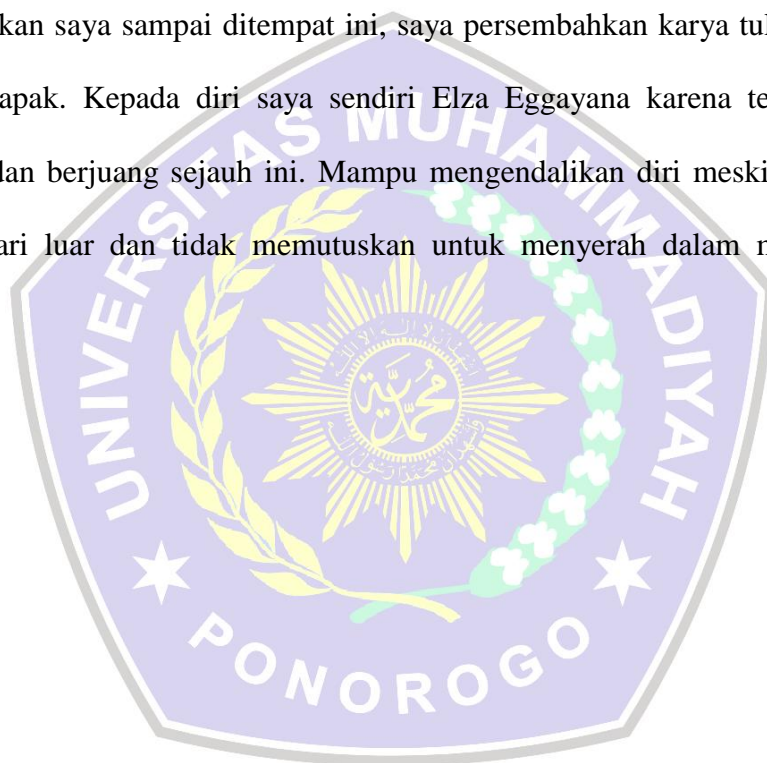 kan saya sampai ditempat ini, saya persembahkan karya tul
apak. Kepada diri saya sendiri Elza Eggayana karena te
dan berjuang sejauh ini. Mampu mengendalikan diri meski
ari luar dan tidak memutuskan untuk menyerah dalam m
UNIVERSITAS MUHAMMADIYAH
PONOROGO
محمدية